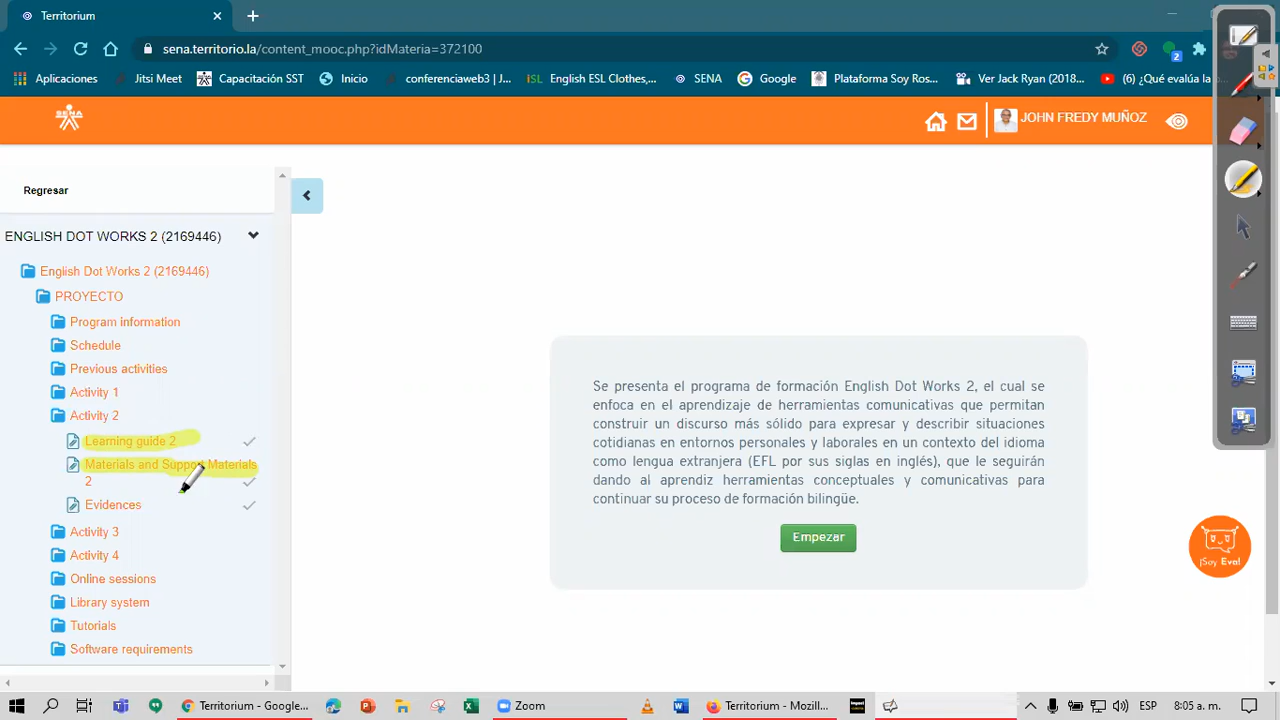 Territorium
sena.territorio.la/content_mooc.php?idMateria=372100
2
Aplicaciones
Jitsi Meet
Capacitación SST
Inicio
conferenciaweb3 | J...
iSL English ESL Clothes,...
SENA
Google
Plataforma Soy Ros...
Ver Jack Ryan (2018...
(6) ¿Qué evalúa la
SENA
JOHN FREDY MUÑOZ
Regresar
ENGLISH DOT WORKS 2 (2169446)
English Dot Works 2 (2169446)
PROYECTO
Program information
Schedule
Previous activities
Activity 1
Activity 2
Learning guide 2
Materials and Support Materials
2
Evidences
Activity 3
Activity 4
Online sessions
Library system
Tutorials
Software requirements
Se presenta el programa de formación English Dot Works 2, el cual se
enfoca en el aprendizaje de herramientas comunicativas que permitan
construir un discurso más sólido para expresar y describir situaciones
cotidianas en entornos personales y laborales en un contexto del idioma
como lengua extranjera (EFL por sus siglas en inglés), que le seguirán
dando al aprendiz herramientas conceptuales y comunicativas para
continuar su proceso de formación bilingüe.
Empezar
¡Soy Eva!
Territorium - Google...
Zoom
Territorium — M...
ESP
8:05 a. m.